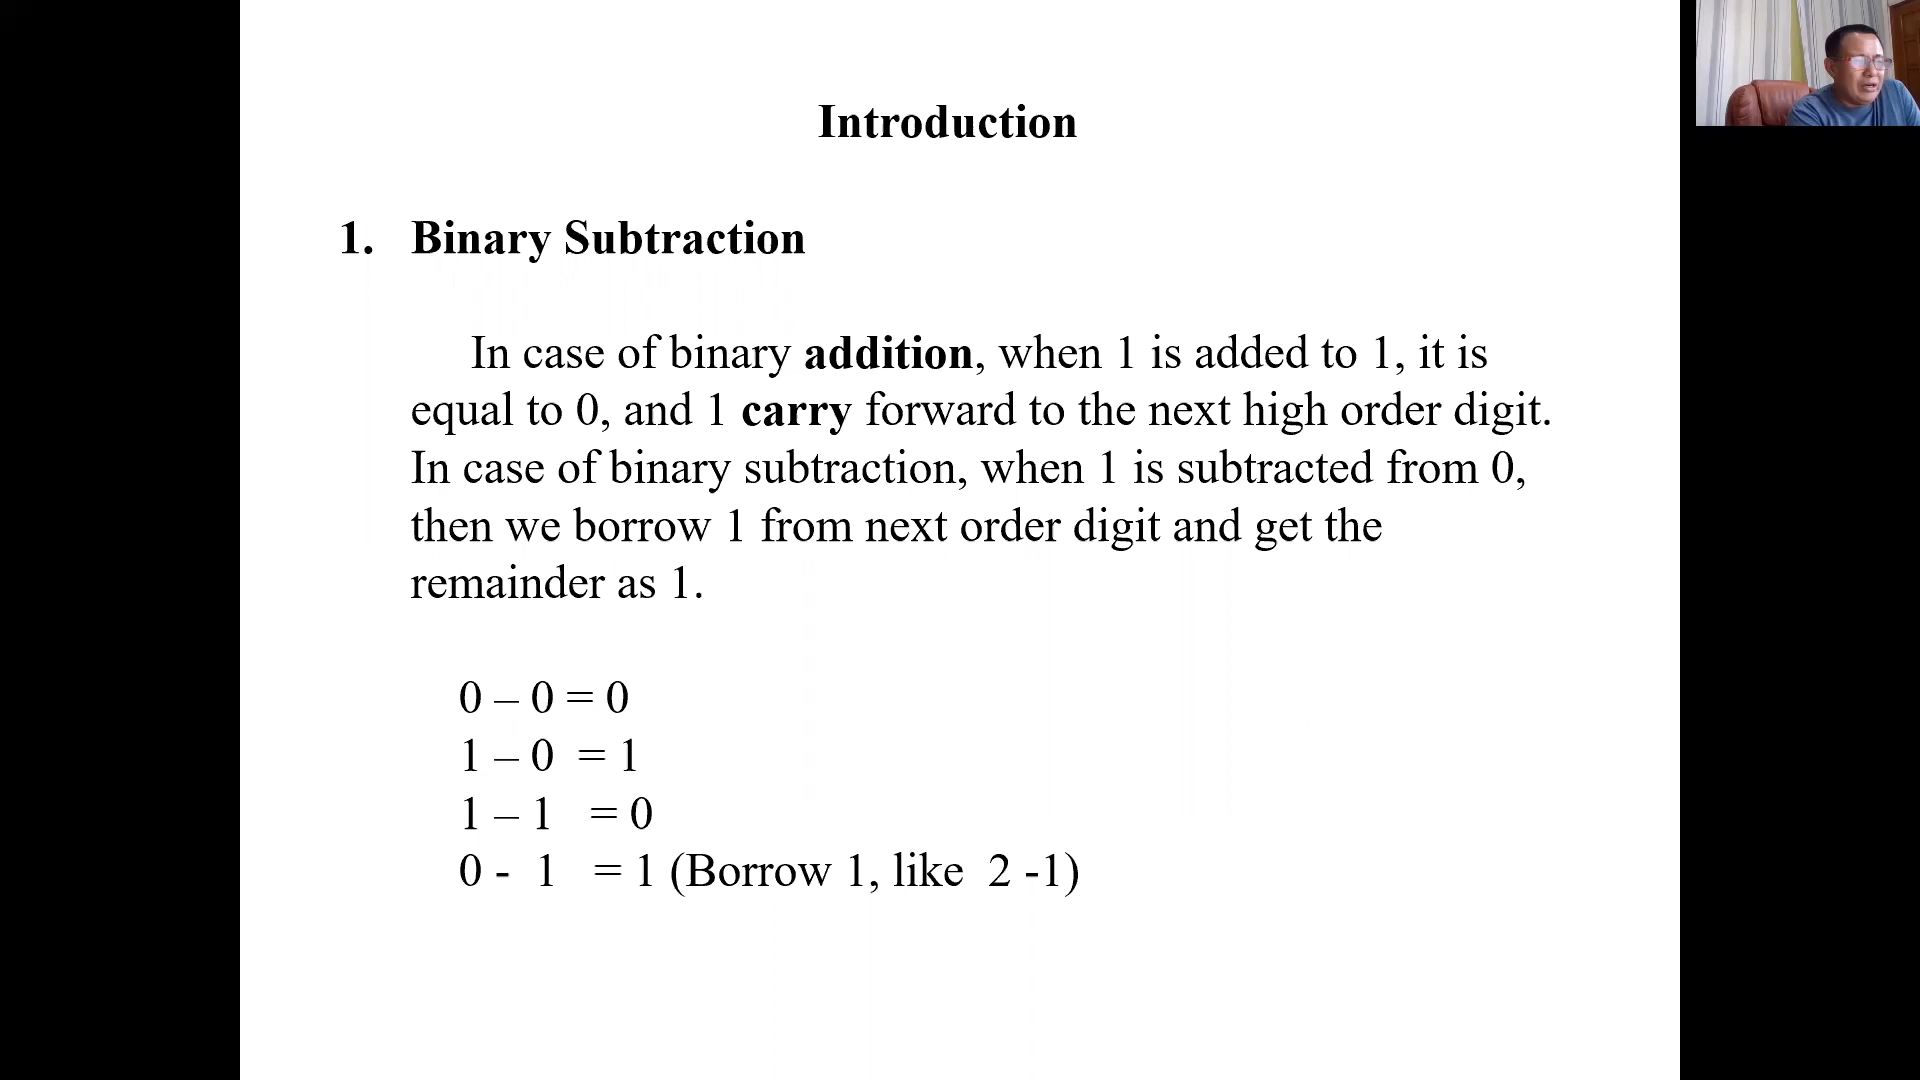 Introduction
1. Binary Subtraction
In case of binary addition, when 1 is added to 1, it is
equal to 0, and 1 carry forward to the next high order digit.
In case of binary subtraction, when 1 is subtracted from 0,
then we borrow 1 from next order digit and get the
remainder as 1.
0 – 0 = 0
1 – 0 = 1
1 – 1 = 0
0 - 1 = 1 (Borrow 1, like 2 -1)